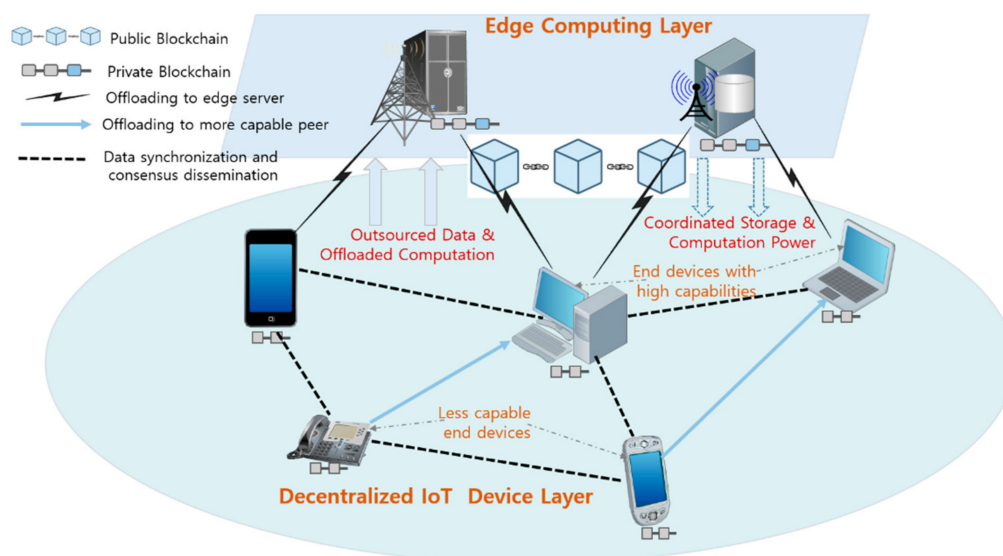 Edge Computing Layer
Public Blockchain
Private Blockchain
Offloading to edge server
Offloading to more capable peer
Data synchronization and
consensus dissemination
Outsourced Data &
Offloaded Computation
Coordinated Storage &
Computation Power
End devices with
high capabilities
Less capable
end devices
Decentralized IoT Device Layer